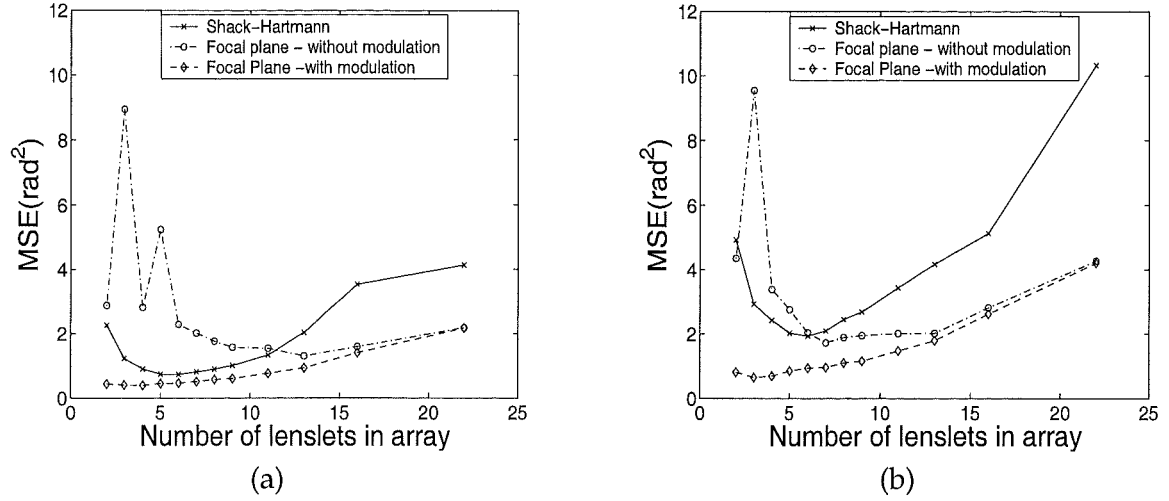 12
10
8
6
4
2
0
MSE(rad²)
Shack−Hartmann
Focal plane − without modulation
Focal Plane −with modulation
0 5 10 15 20 25
Number of lenslets in array
(a)
12
10
8
6
4
2
0
MSE(rad²)
Shack−Hartmann
Focal plane − without modulation
Focal Plane −with modulation
0 5 10 15 20 25
Number of lenslets in array
(b)